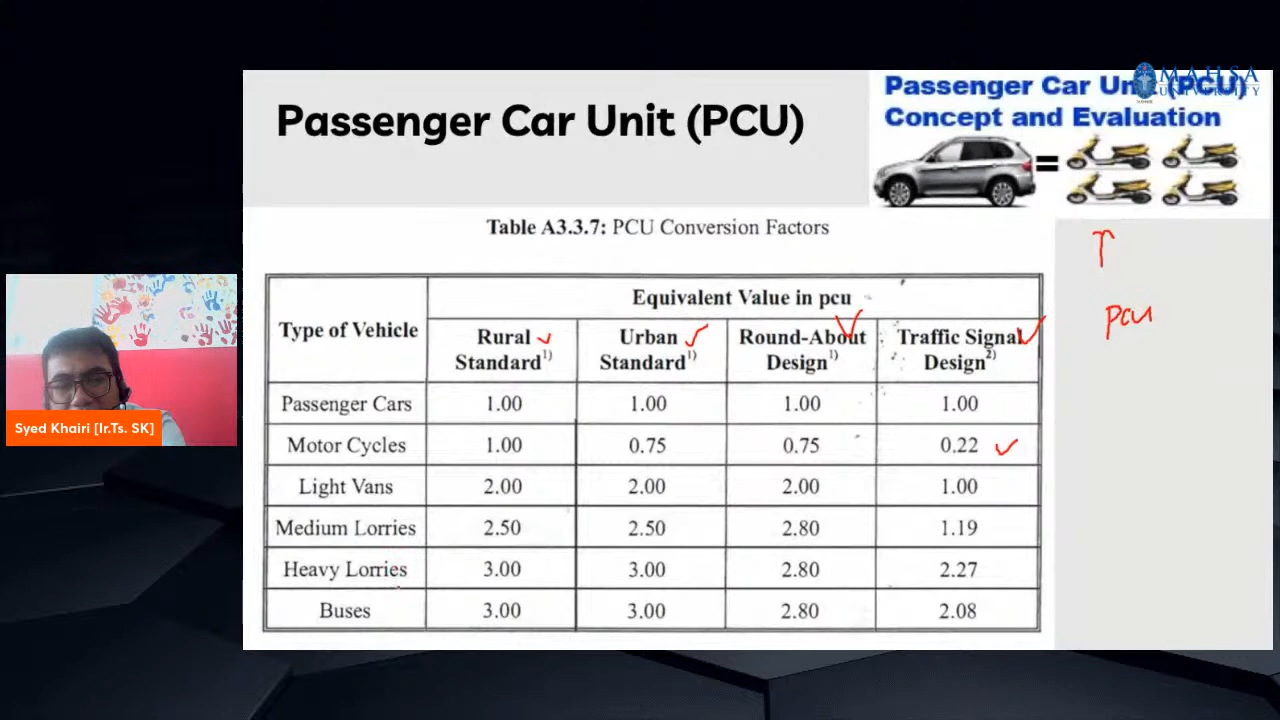 Passenger Car Unit (PCU)
MAHSA
UNIVERSITY
Passenger Car Unit (PCU)
Concept and Evaluation
=
Table A3.3.7: PCU Conversion Factors
Type of Vehicle
Equivalent Value in pcu
Rural Standard1)
Urban Standard1)
Round-About Design1)
Traffic Signal Design2)
Passenger Cars 1.00 1.00 1.00 1.00
Motor Cycles 1.00 0.75 0.75 0.22
Light Vans 2.00 2.00 2.00 1.00
Medium Lorries 2.50 2.50 2.80 1.19
Heavy Lorries 3.00 3.00 2.80 2.27
Buses 3.00 3.00 2.80 2.08
pcu
Syed Khairi [Ir.Ts. SK]